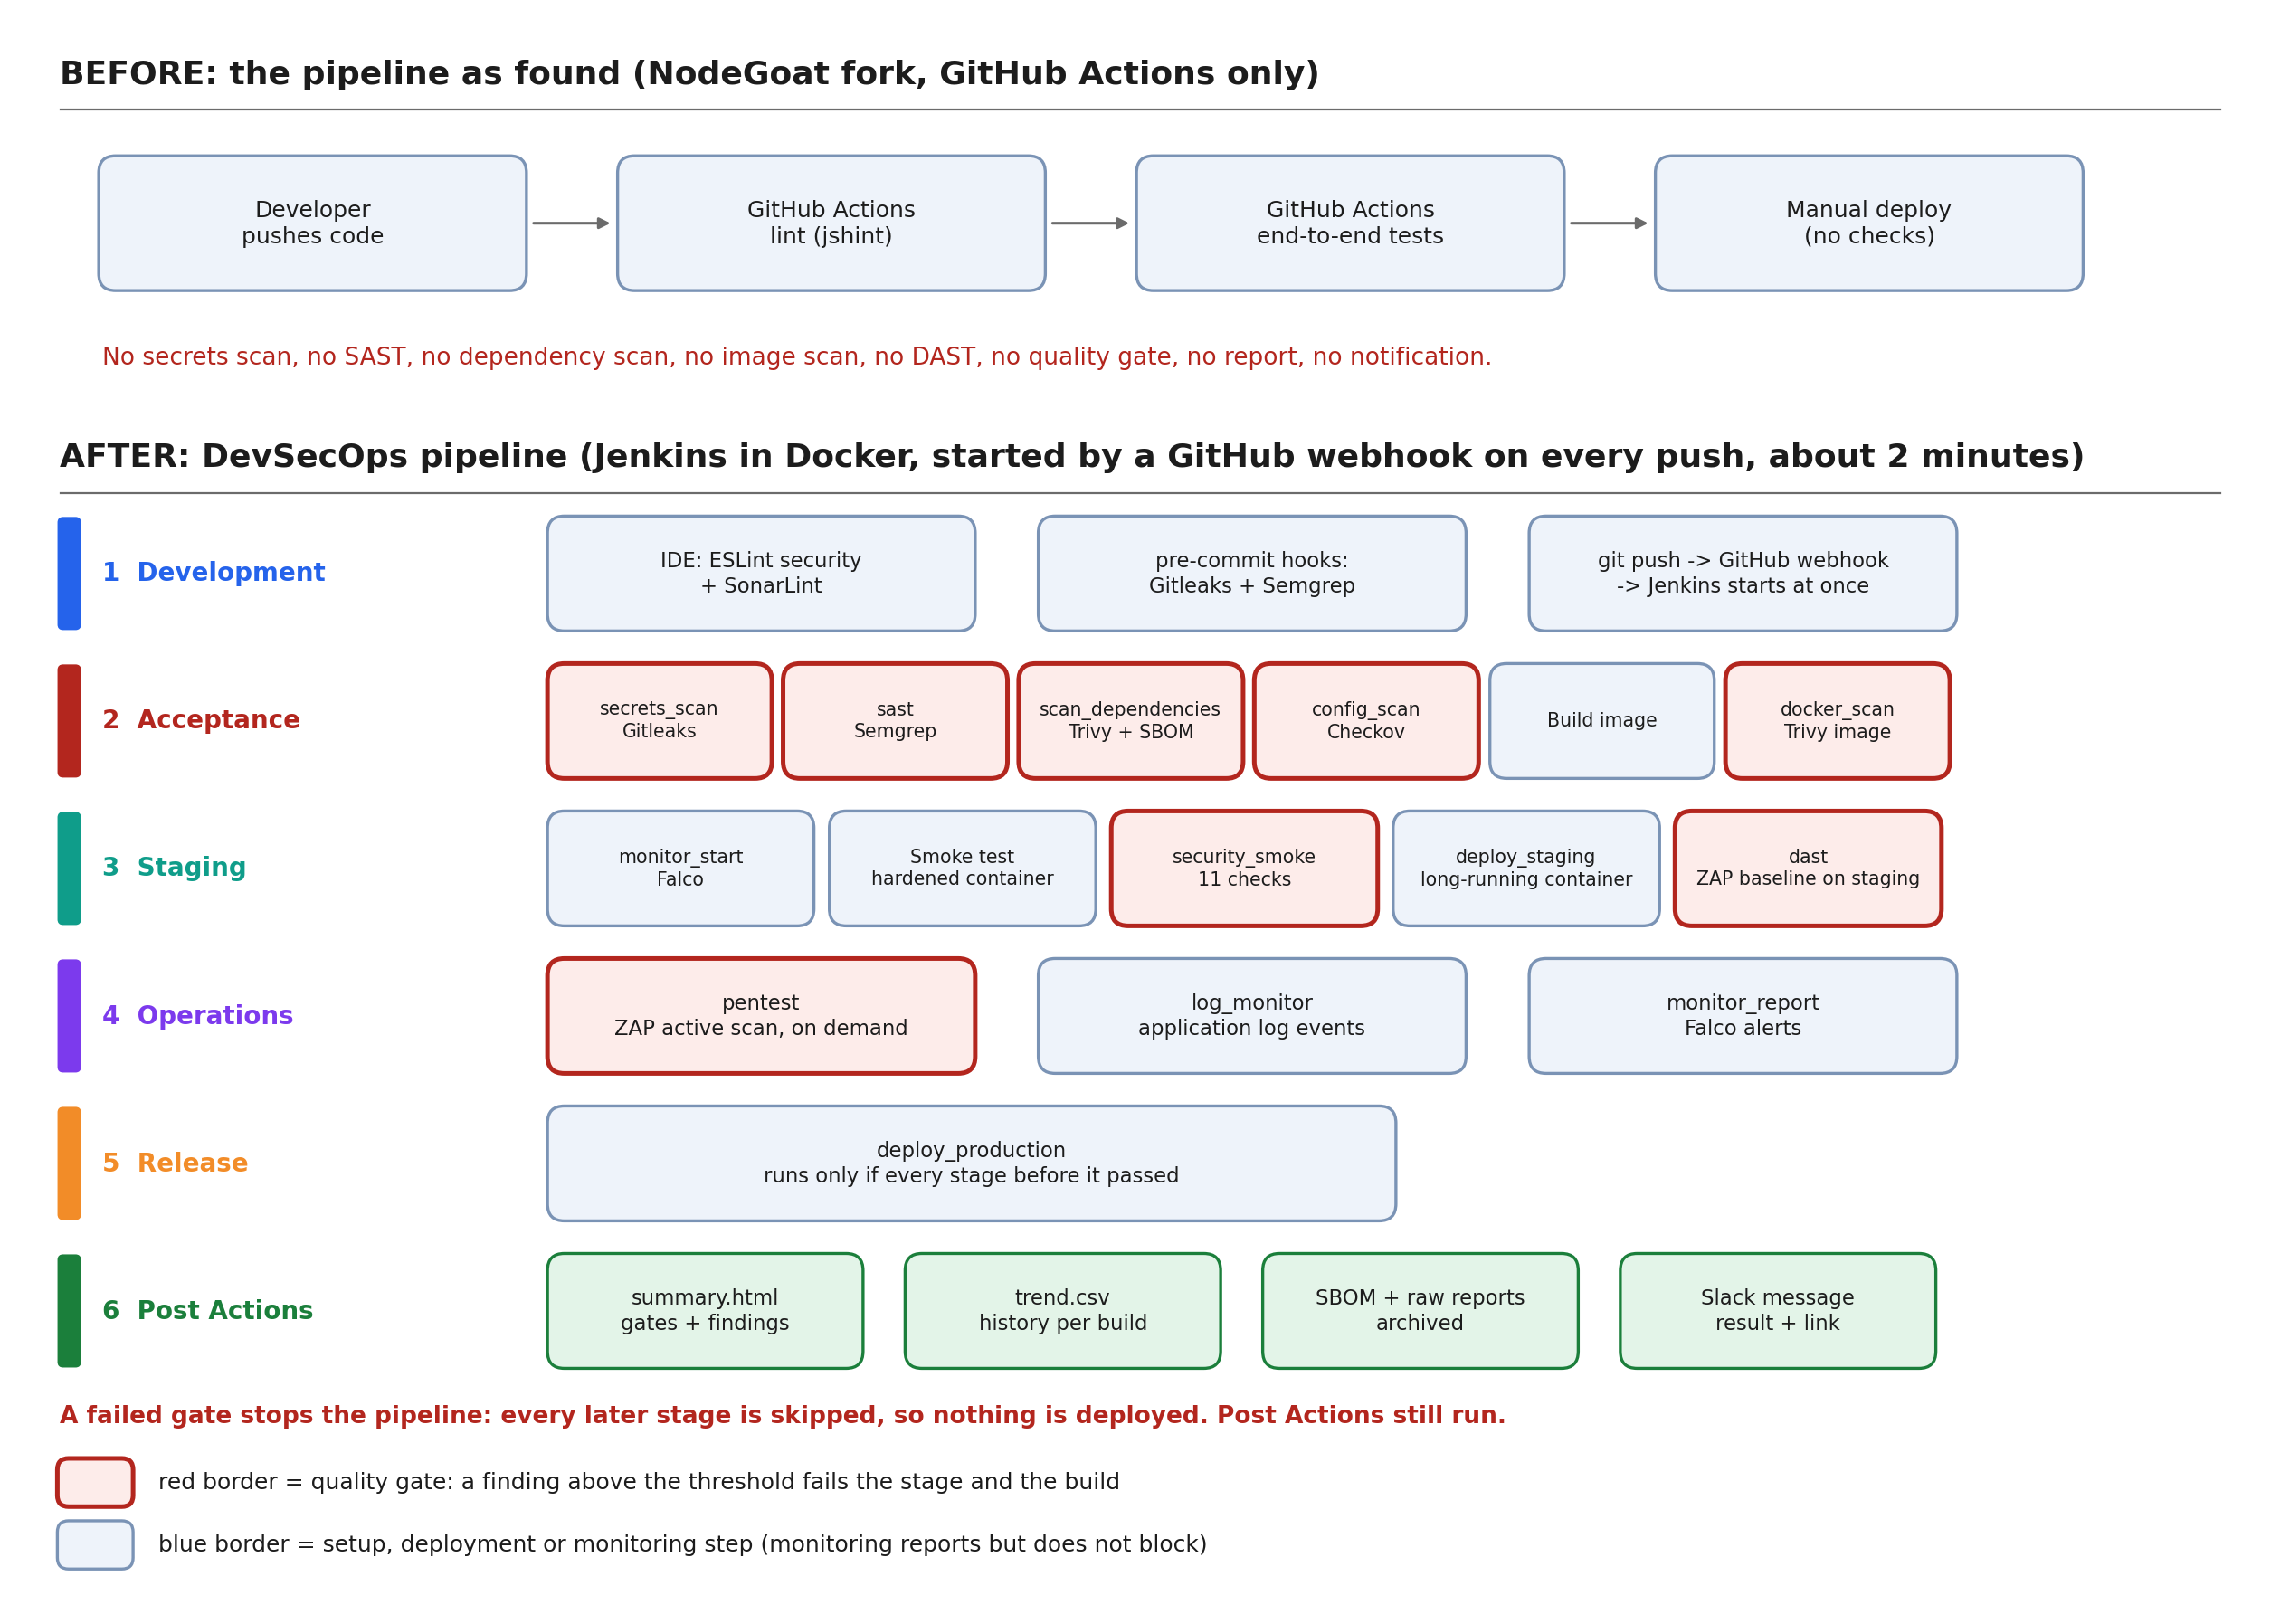 BEFORE: the pipeline as found (NodeGoat fork, GitHub Actions only)
Developer
pushes code
GitHub Actions
lint (jshint)
GitHub Actions
end-to-end tests
Manual deploy
(no checks)
No secrets scan, no SAST, no dependency scan, no image scan, no DAST, no quality gate, no report, no notification.
AFTER: DevSecOps pipeline (Jenkins in Docker, started by a GitHub webhook on every push, about 2 minutes)
1 Development
IDE: ESLint security
+ SonarLint
pre-commit hooks:
Gitleaks + Semgrep
git push -> GitHub webhook
-> Jenkins starts at once
2 Acceptance
secrets_scan
Gitleaks
sast
Semgrep
scan_dependencies
Trivy + SBOM
config_scan
Checkov
Build image
docker_scan
Trivy image
3 Staging
monitor_start
Falco
Smoke test
hardened container
security_smoke
11 checks
deploy_staging
long-running container
dast
ZAP baseline on staging
4 Operations
pentest
ZAP active scan, on demand
log_monitor
application log events
monitor_report
Falco alerts
5 Release
deploy_production
runs only if every stage before it passed
6 Post Actions
summary.html
gates + findings
trend.csv
history per build
SBOM + raw reports
archived
Slack message
result + link
A failed gate stops the pipeline: every later stage is skipped, so nothing is deployed. Post Actions still run.
red border = quality gate: a finding above the threshold fails the stage and the build
blue border = setup, deployment or monitoring step (monitoring reports but does not block)